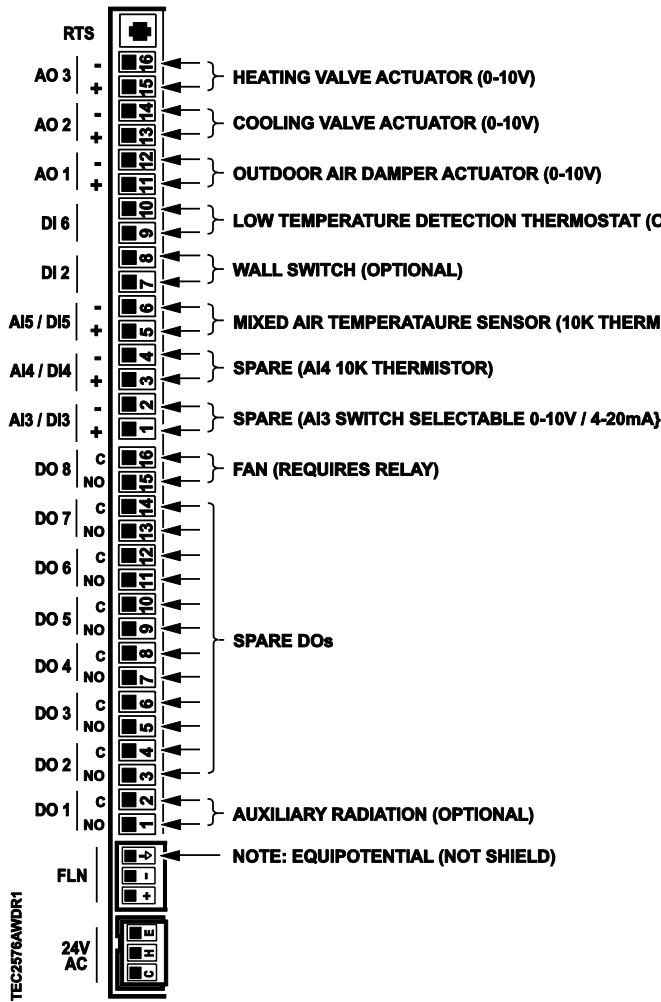 RTS
AO 3 - 16 HEATING VALVE ACTUATOR (0-10V)
+ 15
AO 2 - 14 COOLING VALVE ACTUATOR (0-10V)
+ 13
AO 1 - 12 OUTDOOR AIR DAMPER ACTUATOR (0-10V)
+ 11
DI 6 10 LOW TEMPERATURE DETECTION THERMOSTAT (
9
DI 2 8 WALL SWITCH (OPTIONAL)
7
AI5 / DI5 - 6 MIXED AIR TEMPERATAURE SENSOR (10K THERM
+ 5
AI4 / DI4 - 4 SPARE (AI4 10K THERMISTOR)
+ 3
AI3 / DI3 - 2 SPARE (AI3 SWITCH SELECTABLE 0-10V / 4-20mA}
+ 1
DO 8 C 16 FAN (REQUIRES RELAY)
NO 15
DO 7 C 14
NO 13
DO 6 C 12
NO 11
DO 5 C 10
NO 9 SPARE DOs
DO 4 C 8
NO 7
DO 3 C 6
NO 5
DO 2 C 4
NO 3
DO 1 C 2 AUXILIARY RADIATION (OPTIONAL)
NO 1
NOTE: EQUIPOTENTIAL (NOT SHIELD)
FLN -
+
24V E
AC H
C
TEC2576AWDR1